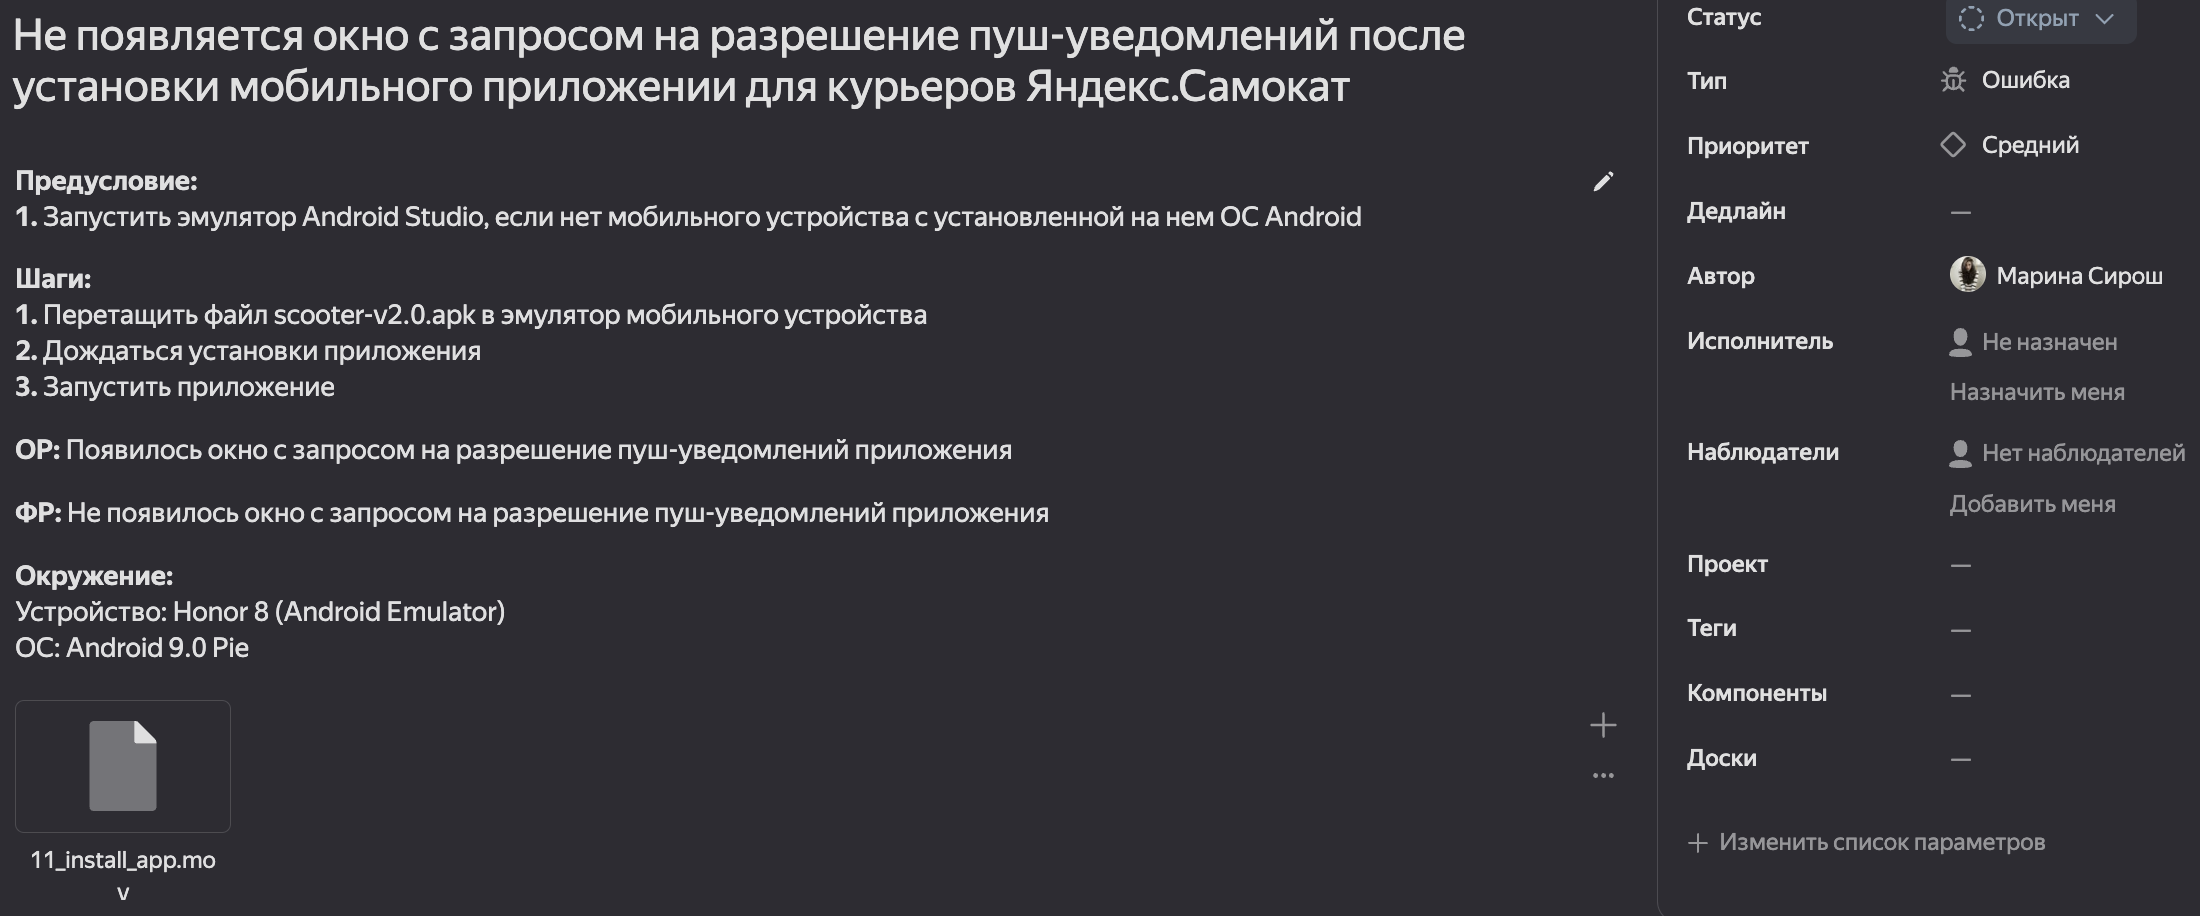 Не появляется окно с запросом на разрешение пуш-уведомлений после
установки мобильного приложении для курьеров Яндекс.Самокат
Предусловие:
1. Запустить эмулятор Android Studio, если нет мобильного устройства с установленной на нем ОС Android
Шаги:
1. Перетащить файл scooter-v2.0.apk в эмулятор мобильного устройства
2. Дождаться установки приложения
3. Запустить приложение
ОР: Появилось окно с запросом на разрешение пуш-уведомлений приложения
ФР: Не появилось окно с запросом на разрешение пуш-уведомлений приложения
Окружение:
Устройство: Honor 8 (Android Emulator)
ОС: Android 9.0 Pie
11_install_app.mo
v
Статус Открыт
Тип Ошибка
Приоритет Средний
Дедлайн —
Автор Марина Сирош
Исполнитель Не назначен
Назначить меня
Наблюдатели Нет наблюдателей
Добавить меня
Проект —
Теги —
Компоненты —
Доски —
+ Изменить список параметров